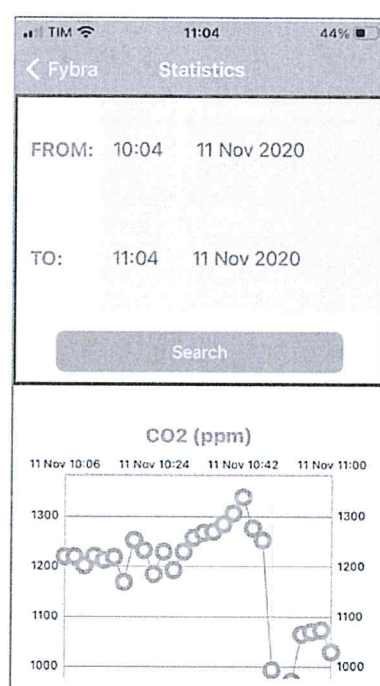 TIM 11:04 44%
Fybra Statistics
FROM: 10:04 11 Nov 2020
TO: 11:04 11 Nov 2020
Search
CO2 (ppm)
11 Nov 10:06 11 Nov 10:24 11 Nov 10:42 11 Nov 11:00
1300 1300
1200 1200
1100 1100
1000 1000